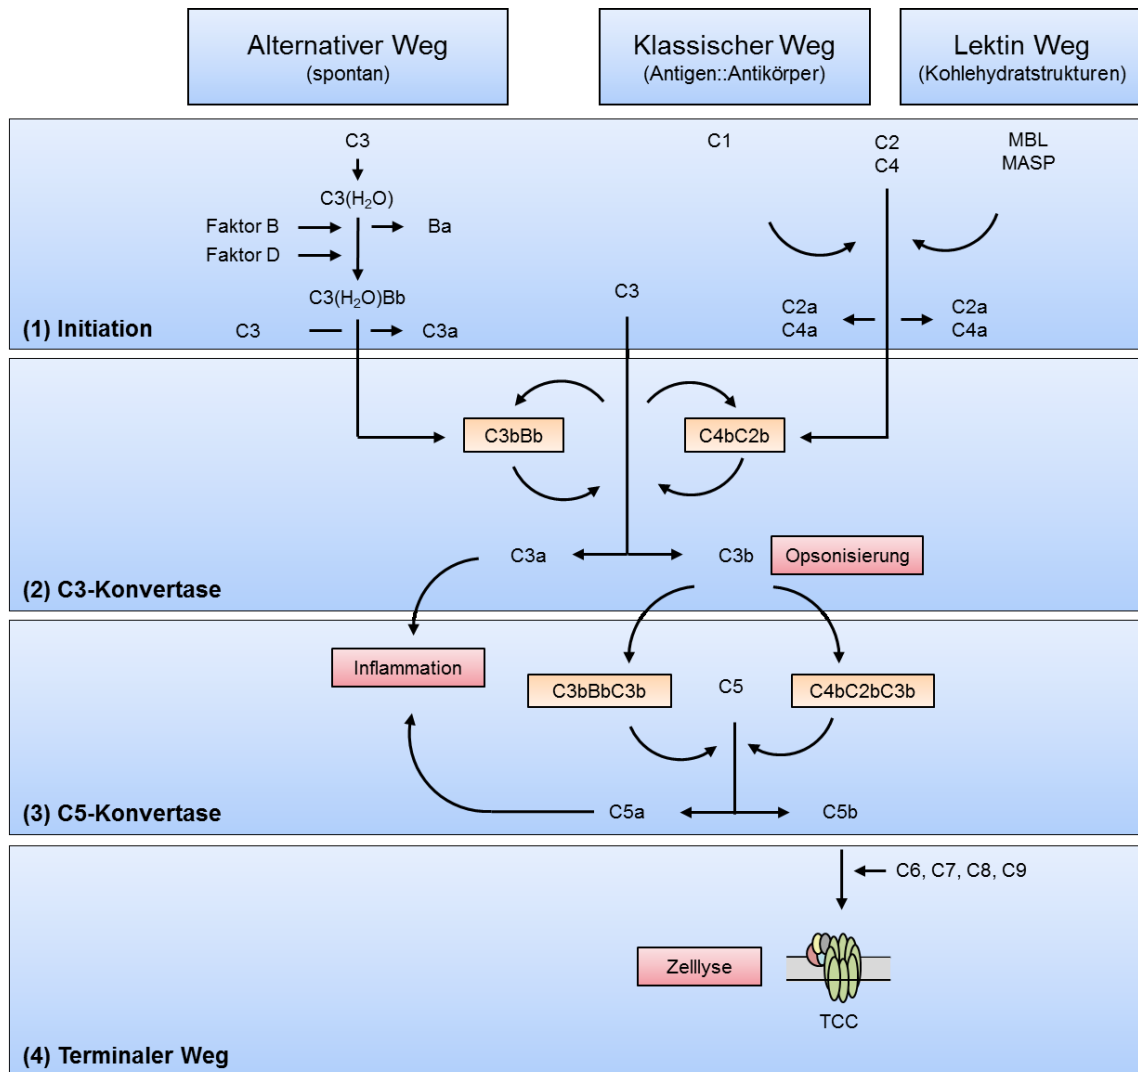 Alternativer Weg
(spontan)
Klassischer Weg
(Antigen::Antikörper)
Lektin Weg
(Kohlehydratstrukturen)
C3
C1
C2
C4
MBL
MASP
C3(H₂O)
Faktor B
Ba
Faktor D
C3(H₂O)Bb
C3
C2a
C4a
C2a
C4a
(1) Initiation
C3
C3a
C3bBb
C4bC2b
C3a
C3b
Opsonisierung
(2) C3-Konvertase
Inflammation
C3bBbC3b
C5
C4bC2bC3b
(3) C5-Konvertase
C5a
C5b
C6, C7, C8, C9
Zelllyse
TCC
(4) Terminaler Weg